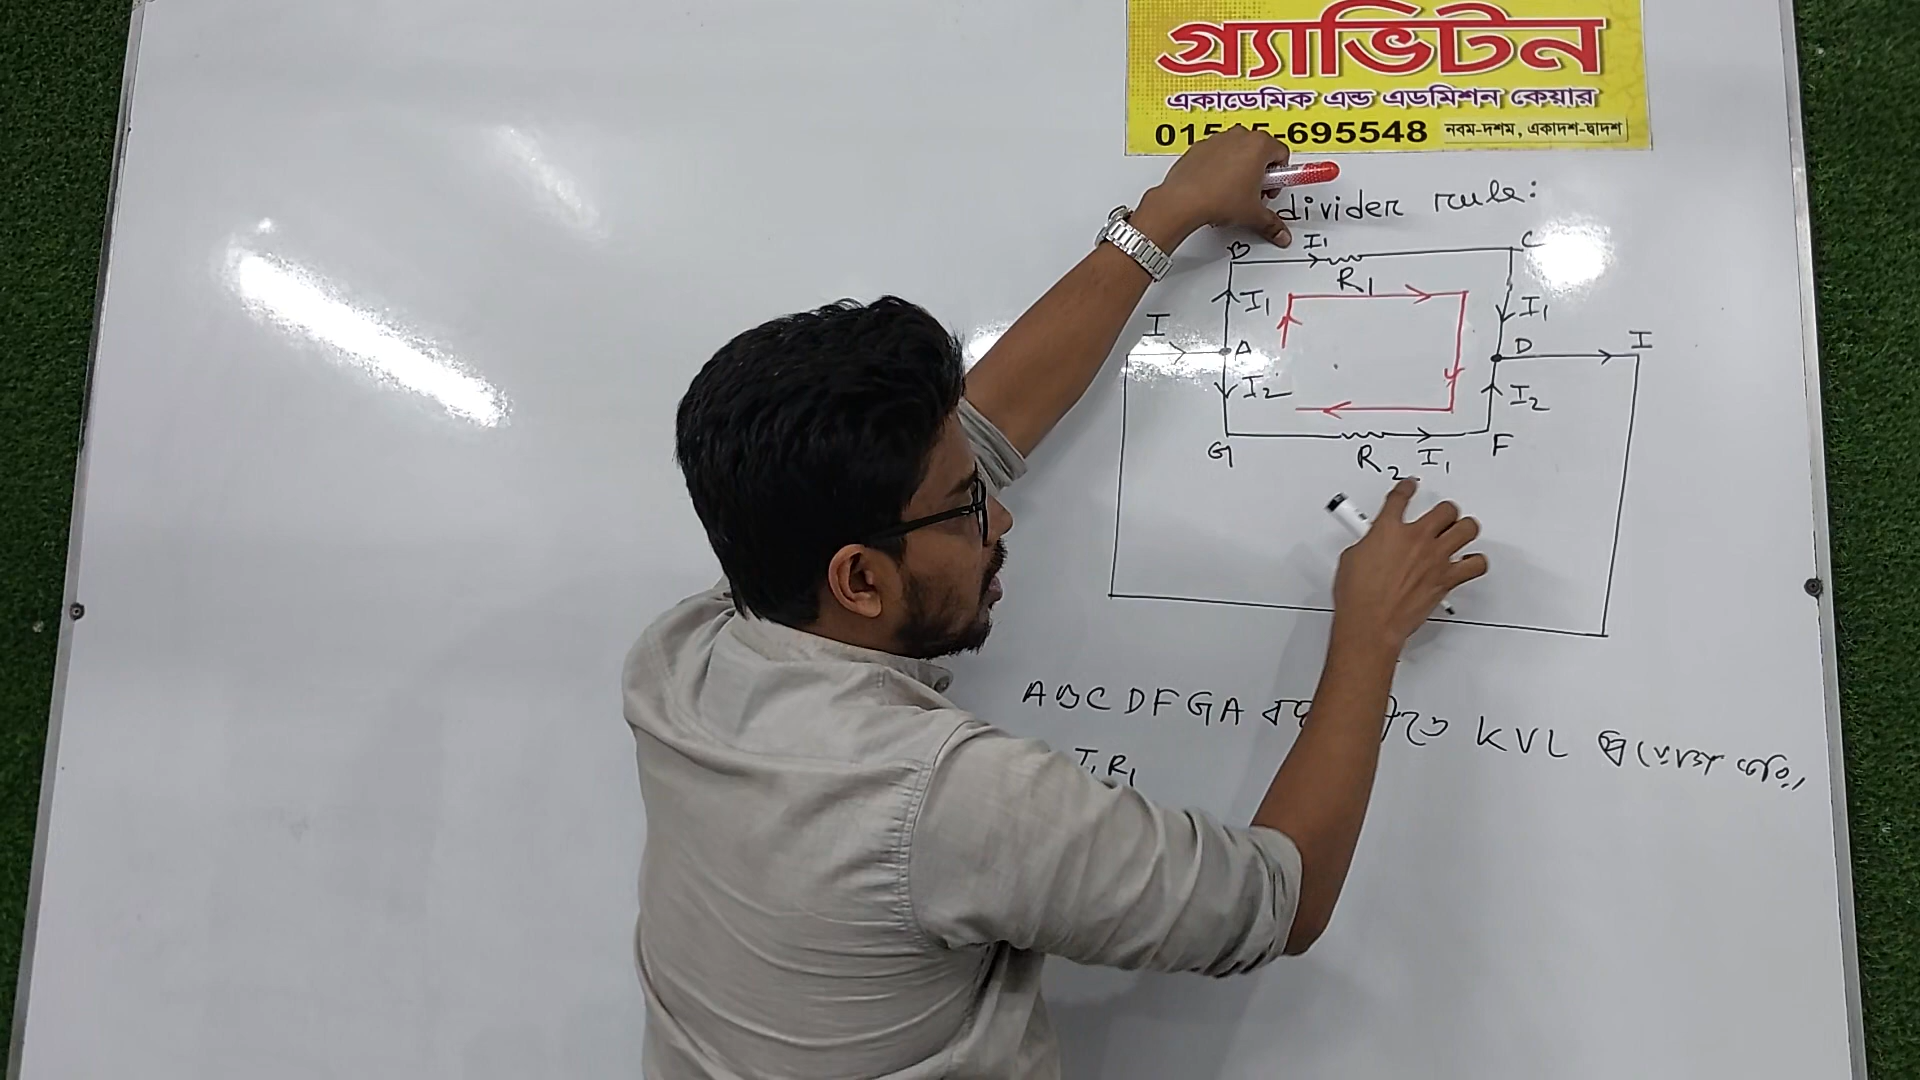 গ্র্যাভিটন
একাডেমিক এন্ড এডমিশন কেয়ার
01515-695548 নবম-দশম, একাদশ-দ্বাদশ
divider rule:
B I₁ C
R₁
I₁ I₁
I A D I
I₂ I₂
G F
R₂ I₁
ABCDFGA KVL
I₁R₁